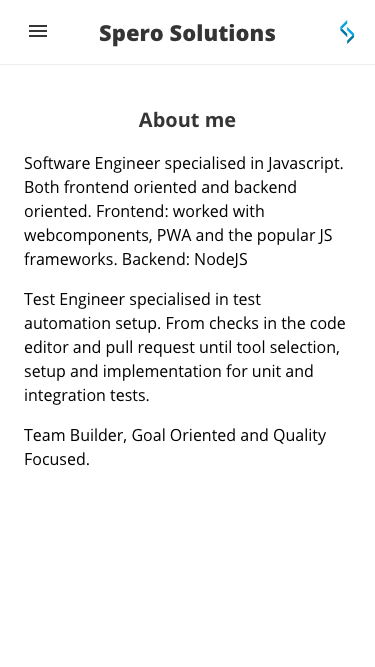 Spero Solutions
About me
Software Engineer specialised in Javascript.
Both frontend oriented and backend
oriented. Frontend: worked with
webcomponents, PWA and the popular JS
frameworks. Backend: NodeJS
Test Engineer specialised in test
automation setup. From checks in the code
editor and pull request until tool selection,
setup and implementation for unit and
integration tests.
Team Builder, Goal Oriented and Quality
Focused.